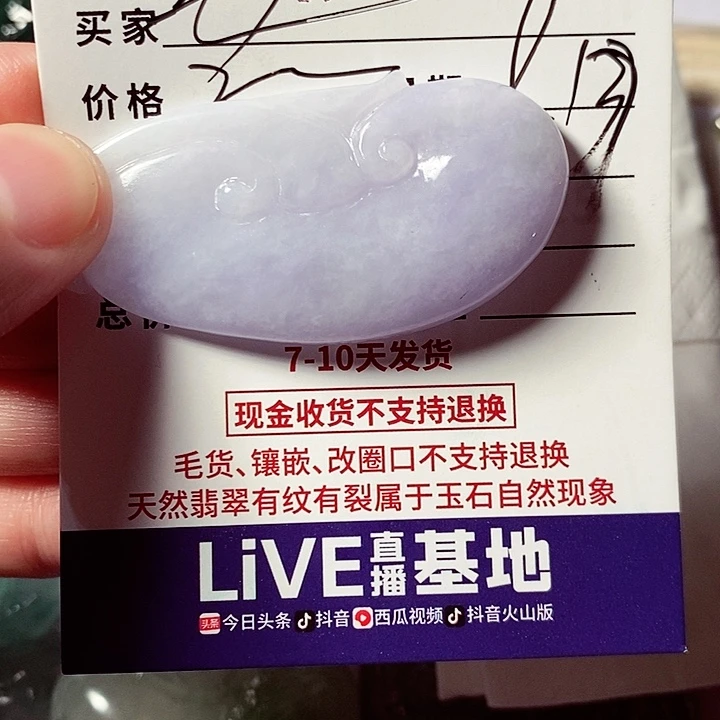 买家
价格
7-10天发货
现金收货不支持退换
毛货、镶嵌、改圈口不支持退换
天然翡翠有纹有裂属于玉石自然现象
LiVE直播基地
头条 今日头条 抖音 西瓜视频 抖音火山版